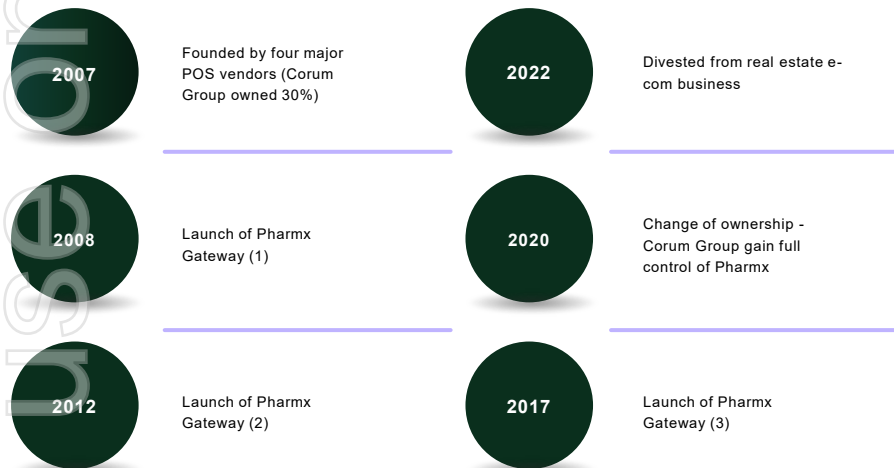 2007
Founded by four major
POS vendors (Corum
Group owned 30%)
2022
Divested from real estate e-
com business
2008
Launch of Pharmx
Gateway (1)
2020
Change of ownership -
Corum Group gain full
control of Pharmx
2012
Launch of Pharmx
Gateway (2)
2017
Launch of Pharmx
Gateway (3)
use or